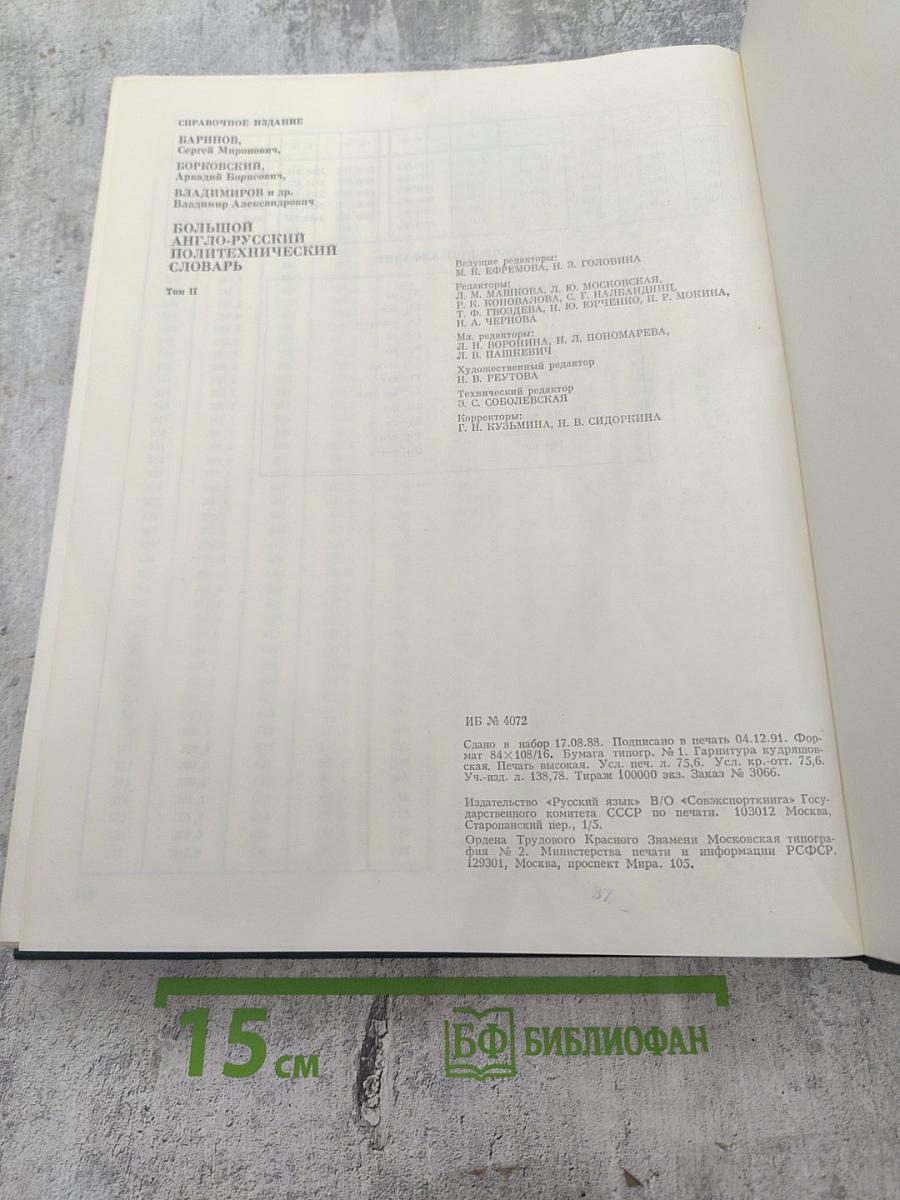 СПРАВОЧНОЕ ИЗДАНИЕ
БАРИНОВ,
Сергей Миронович,
БОРКОВСКИЙ,
Аркадий Борисович,
ВЛАДИМИРОВ и др.
Владимир Александрович
БОЛЬШОЙ
АНГЛО-РУССКИЙ
ПОЛИТЕХНИЧЕСКИЙ
СЛОВАРЬ
Том II
Ведущие редакторы:
М. К. ЕФРЕМОВА, Н. З. ГОЛОВИНА
Редакторы:
Л. М. МАШКОВА, Л. Ю. МОСКОВСКАЯ,
Р. К. КОНОВАЛОВА, С. Г. НАЛБАНДЯНЦ,
Т. Ф. ГВОЗДЕВА, Н. Ю. ЮРЧЕНКО, Н. Р. МОКИНА,
Н. А. ЧЕРНОВА
Мл. редакторы:
Л. Н. ВОРОНИНА, Н. Л. ПОНОМАРЕВА,
Л. В. ПАШКЕВИЧ
Художественный редактор
Н. В. РЕУТОВА
Технический редактор
Э. С. СОБОЛЕВСКАЯ
Корректоры:
Г. Н. КУЗЬМИНА, Н. В. СИДОРКИНА
ИБ № 4072
Сдано в набор 17.08.88. Подписано в печать 04.12.91. Фор-
мат 84×108/16. Бумага типогр. № 1. Гарнитура кудряшов-
ская. Печать высокая. Усл. печ. л. 75,6. Усл. кр.-отт. 75,6.
Уч.-изд. л. 138,78. Тираж 100000 экз. Заказ № 3066.
Издательство «Русский язык» В/О «Совэкспорткнига» Госу-
дарственного комитета СССР по печати. 103012 Москва,
Старопанский пер., 1/5.
Ордена Трудового Красного Знамени Московская типогра-
фия № 2. Министерства печати и информации РСФСР.
129301, Москва, проспект Мира. 105.
37
15 см
БФ БИБЛИОФАН